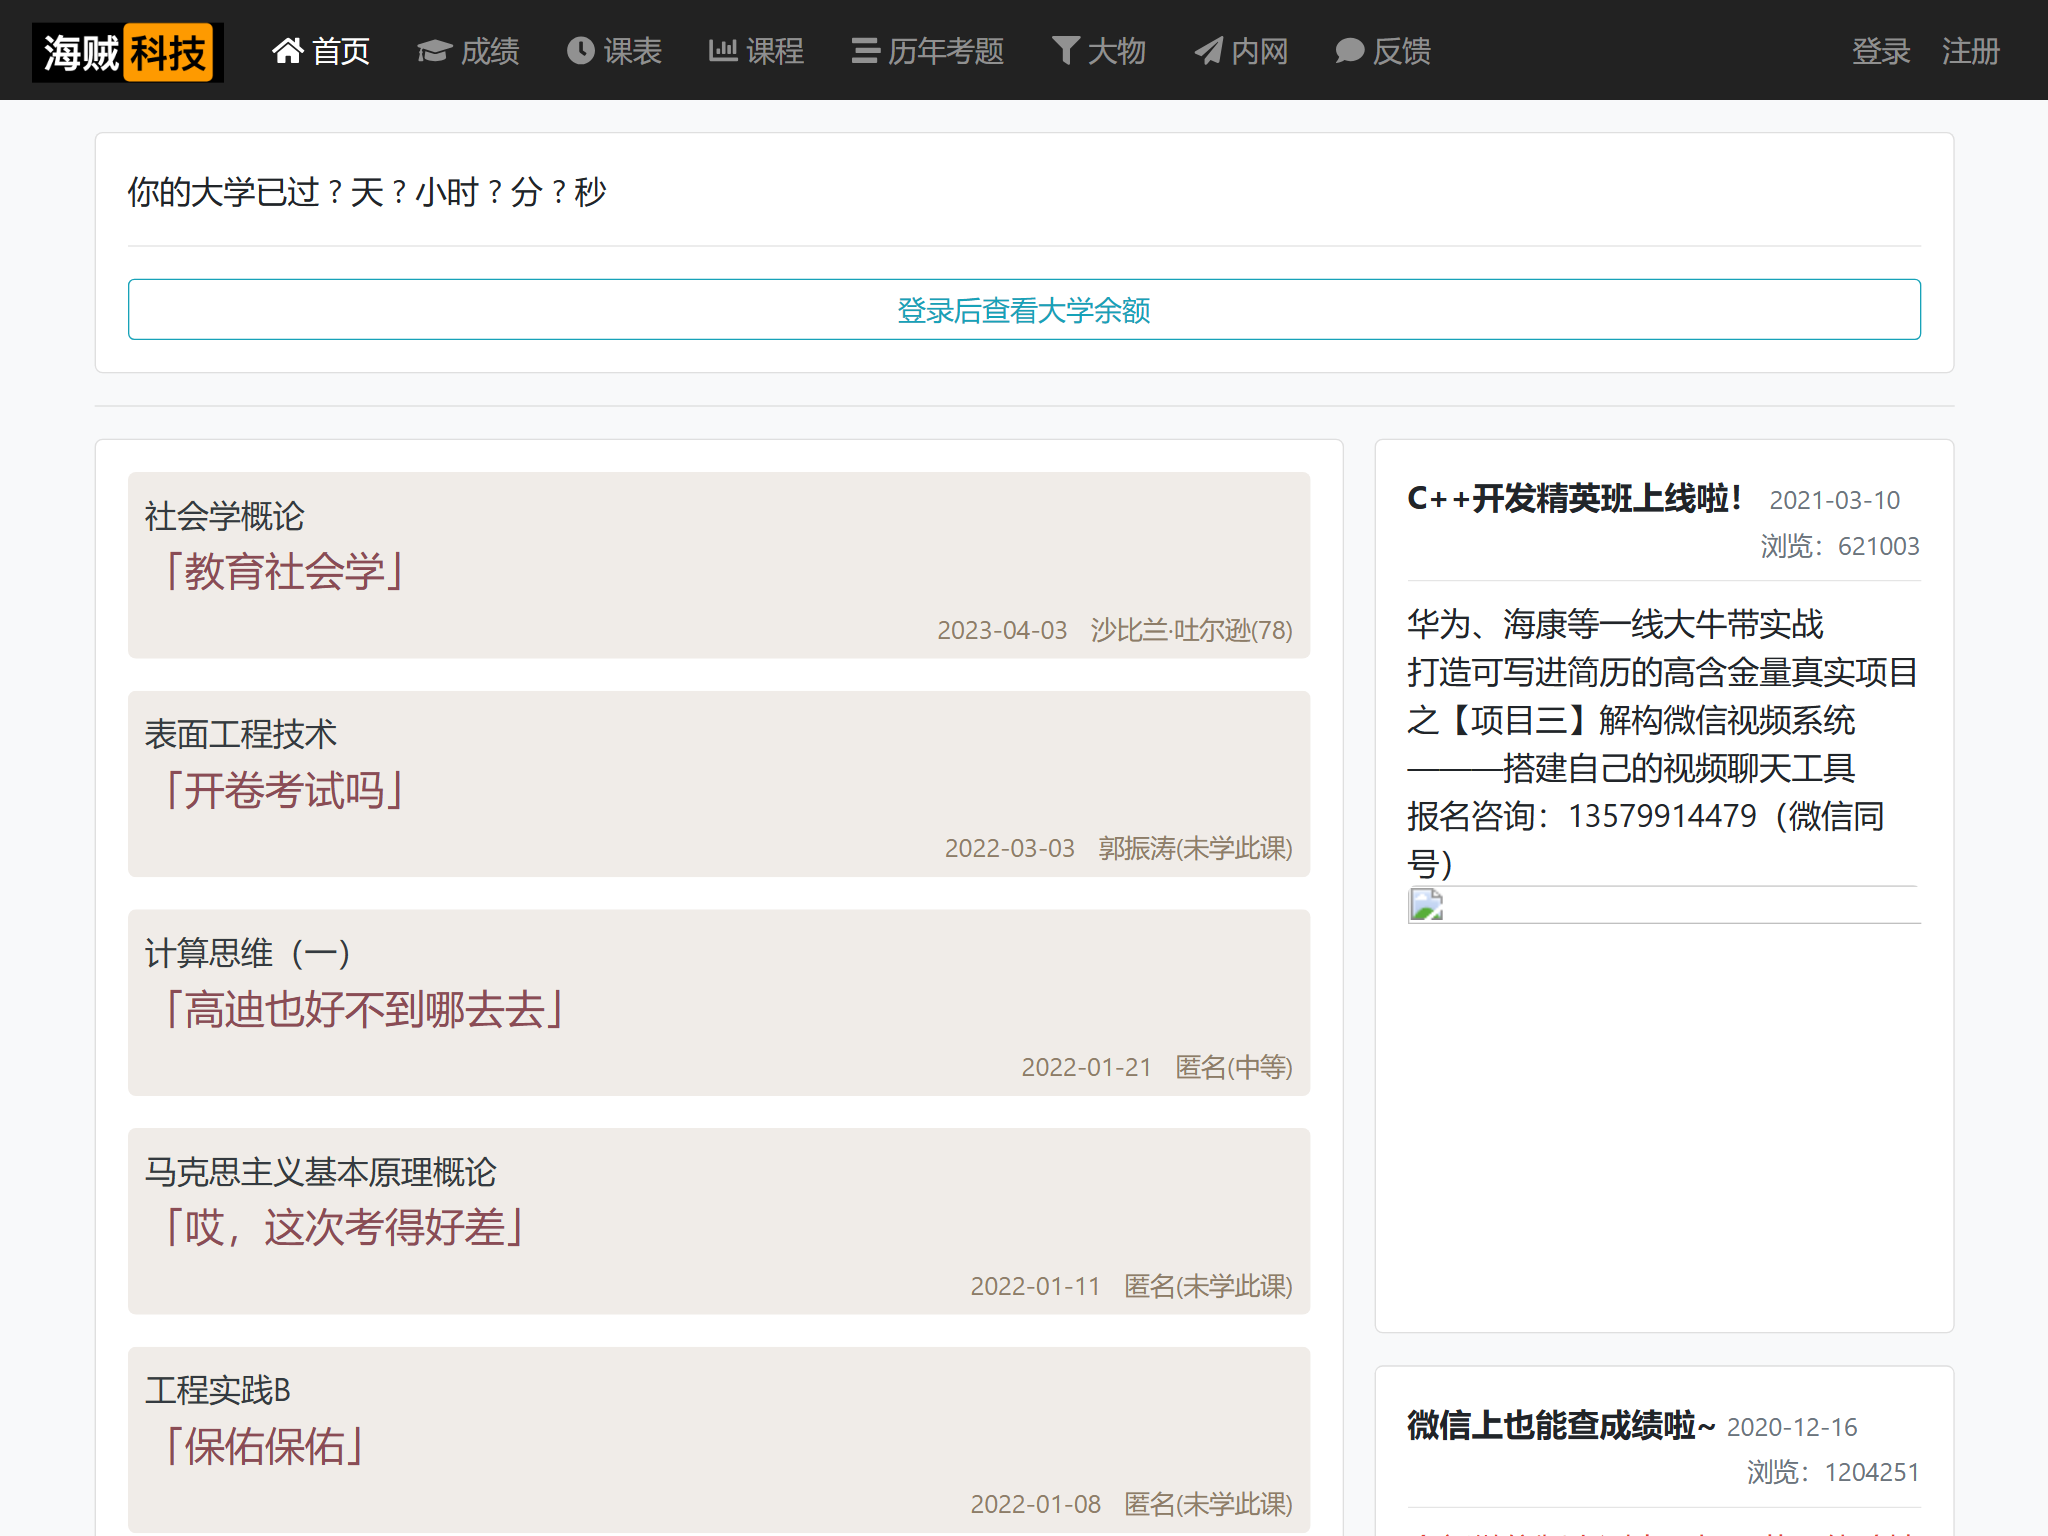 海贼科技 首页 成绩 课表 课程 历年考题 大物 内网 反馈 登录 注册
你的大学已过 ? 天 ? 小时 ? 分 ? 秒
登录后查看大学余额
社会学概论
「教育社会学」
2023-04-03 沙比兰·吐尔逊(78)
表面工程技术
「开卷考试吗」
2022-03-03 郭振涛(未学此课)
计算思维（一）
「高迪也好不到哪去去」
2022-01-21 匿名(中等)
马克思主义基本原理概论
「哎，这次考得好差」
2022-01-11 匿名(未学此课)
工程实践B
「保佑保佑」
2022-01-08 匿名(未学此课)
C++开发精英班上线啦！ 2021-03-10
浏览：621003
华为、海康等一线大牛带实战
打造可写进简历的高含金量真实项目
之【项目三】解构微信视频系统
———搭建自己的视频聊天工具
报名咨询：13579914479（微信同
号）
微信上也能查成绩啦~ 2020-12-16
浏览：1204251